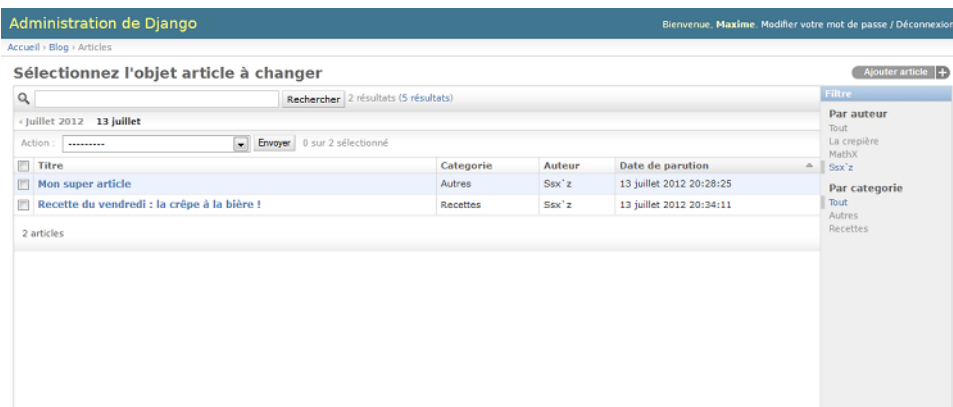 Administration de Django
Bienvenue, Maxime. Modifier votre mot de passe / Déconnexion
Accueil › Blog › Articles
Sélectionnez l'objet article à changer
Ajouter article +
Rechercher 2 résultats (5 résultats)
‹ Juillet 2012 13 juillet
Action : --------- Envoyer 0 sur 2 sélectionné
Titre Categorie Auteur Date de parution
Mon super article Autres Ssx`z 13 juillet 2012 20:28:25
Recette du vendredi : la crêpe à la bière ! Recettes Ssx`z 13 juillet 2012 20:34:11
2 articles
Filtre
Par auteur
Tout
La crepière
MathX
Ssx`z
Par categorie
Tout
Autres
Recettes